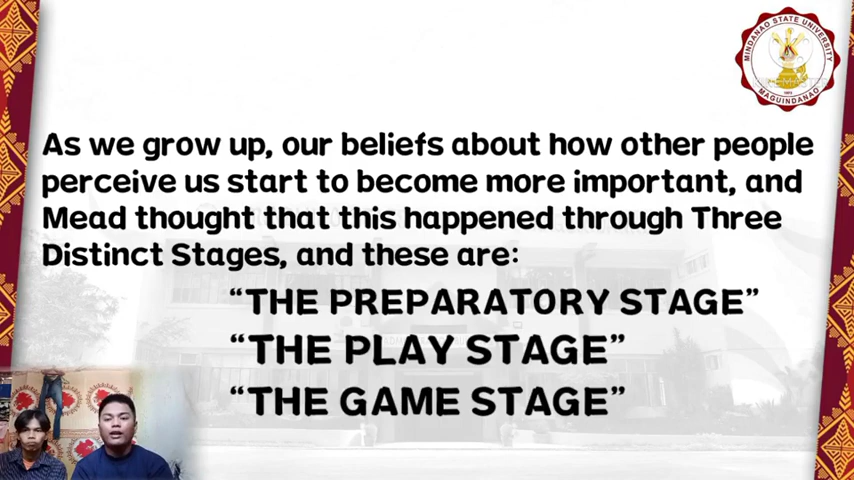 MINDANAO STATE UNIVERSITY
MAGUINDANAO
As we grow up, our beliefs about how other people
perceive us start to become more important, and
Mead thought that this happened through Three
Distinct Stages, and these are:
“THE PREPARATORY STAGE”
“THE PLAY STAGE”
“THE GAME STAGE”